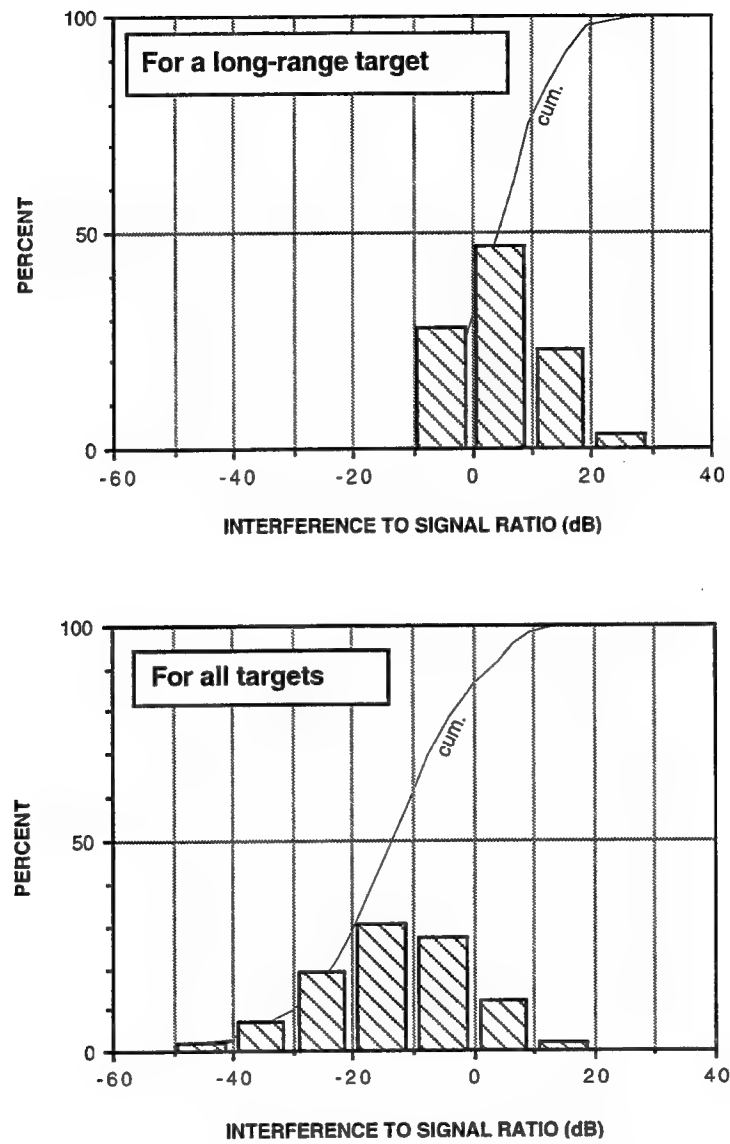 For a long-range target
cum.
100
50
0
PERCENT
-60
-40
-20
0
20
40
INTERFERENCE TO SIGNAL RATIO (dB)
For all targets
cum.
100
50
0
PERCENT
-60
-40
-20
0
20
40
INTERFERENCE TO SIGNAL RATIO (dB)